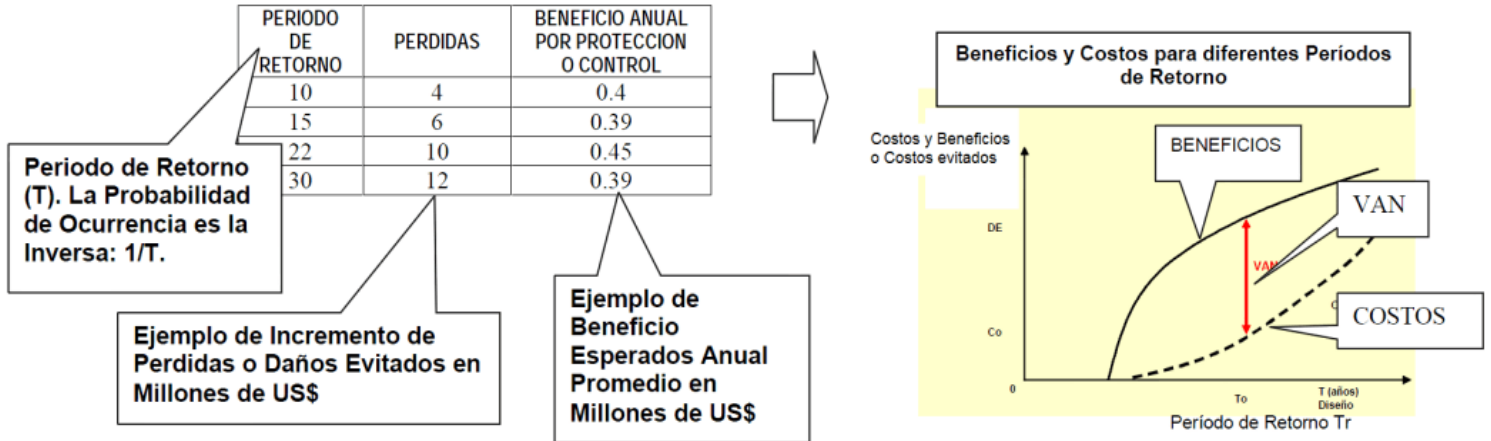 PERIODO
DE
RETORNO
PERDIDAS
BENEFICIO ANUAL
POR PROTECCION
O CONTROL
10 4 0.4
15 6 0.39
22 10 0.45
30 12 0.39
Periodo de Retorno
(T). La Probabilidad
de Ocurrencia es la
Inversa: 1/T.
Ejemplo de Incremento de
Perdidas o Daños Evitados en
Millones de US$
Ejemplo de
Beneficio
Esperados Anual
Promedio en
Millones de US$
Beneficios y Costos para diferentes Períodos
de Retorno
Costos y Beneficios
o Costos evitados
BENEFICIOS
VAN
DE
VAN
COSTOS
Co
0
To
T (años)
Diseño
Período de Retorno Tr